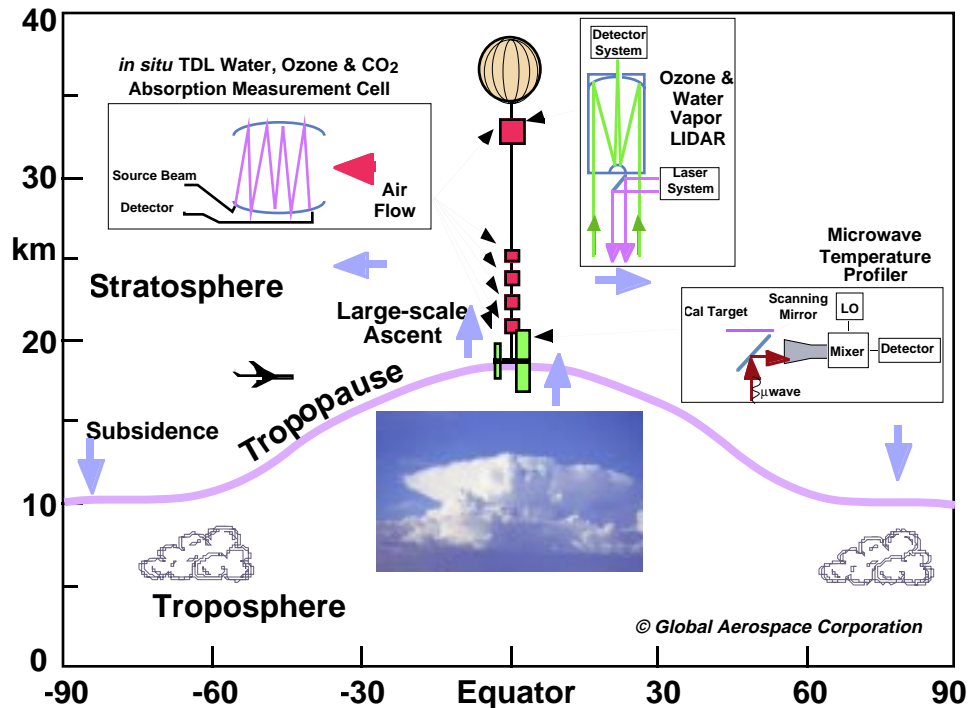 40
30
km
20
10
0
in situ TDL Water, Ozone & CO2
Absorption Measurement Cell
Source Beam
Detector
Air
Flow
Detector
System
Ozone &
Water
Vapor
LIDAR
Laser
System
Microwave
Temperature
Profiler
Cal Target
Scanning
Mirror
LO
Mixer
Detector
μwave
Stratosphere
Large-scale
Ascent
Tropopause
Subsidence
Troposphere
© Global Aerospace Corporation
-90 -60 -30 Equator 30 60 90